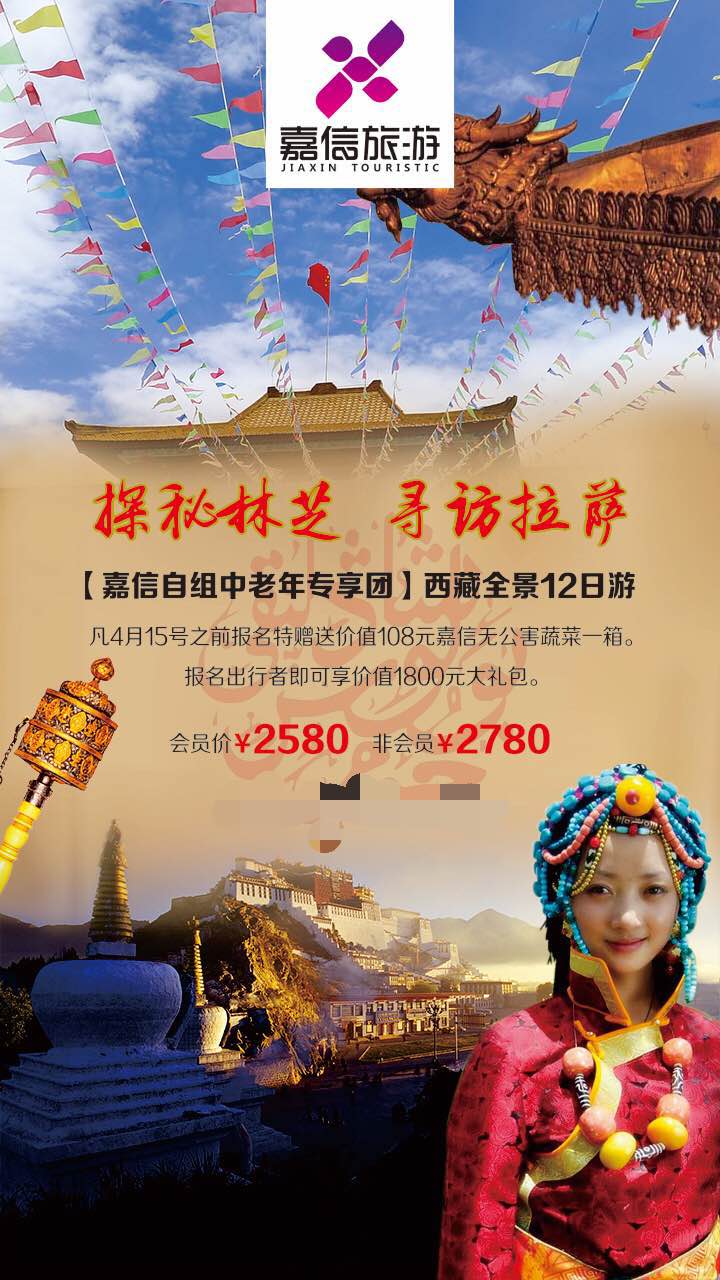 嘉信旅游
JIAXIN TOURISTIC
探秘林芝 寻访拉萨
【嘉信自组中老年专享团】西藏全景12日游
凡4月15号之前报名特赠送价值108元嘉信无公害蔬菜一箱。
报名出行者即可享价值1800元大礼包。
会员价¥2580 非会员¥2780